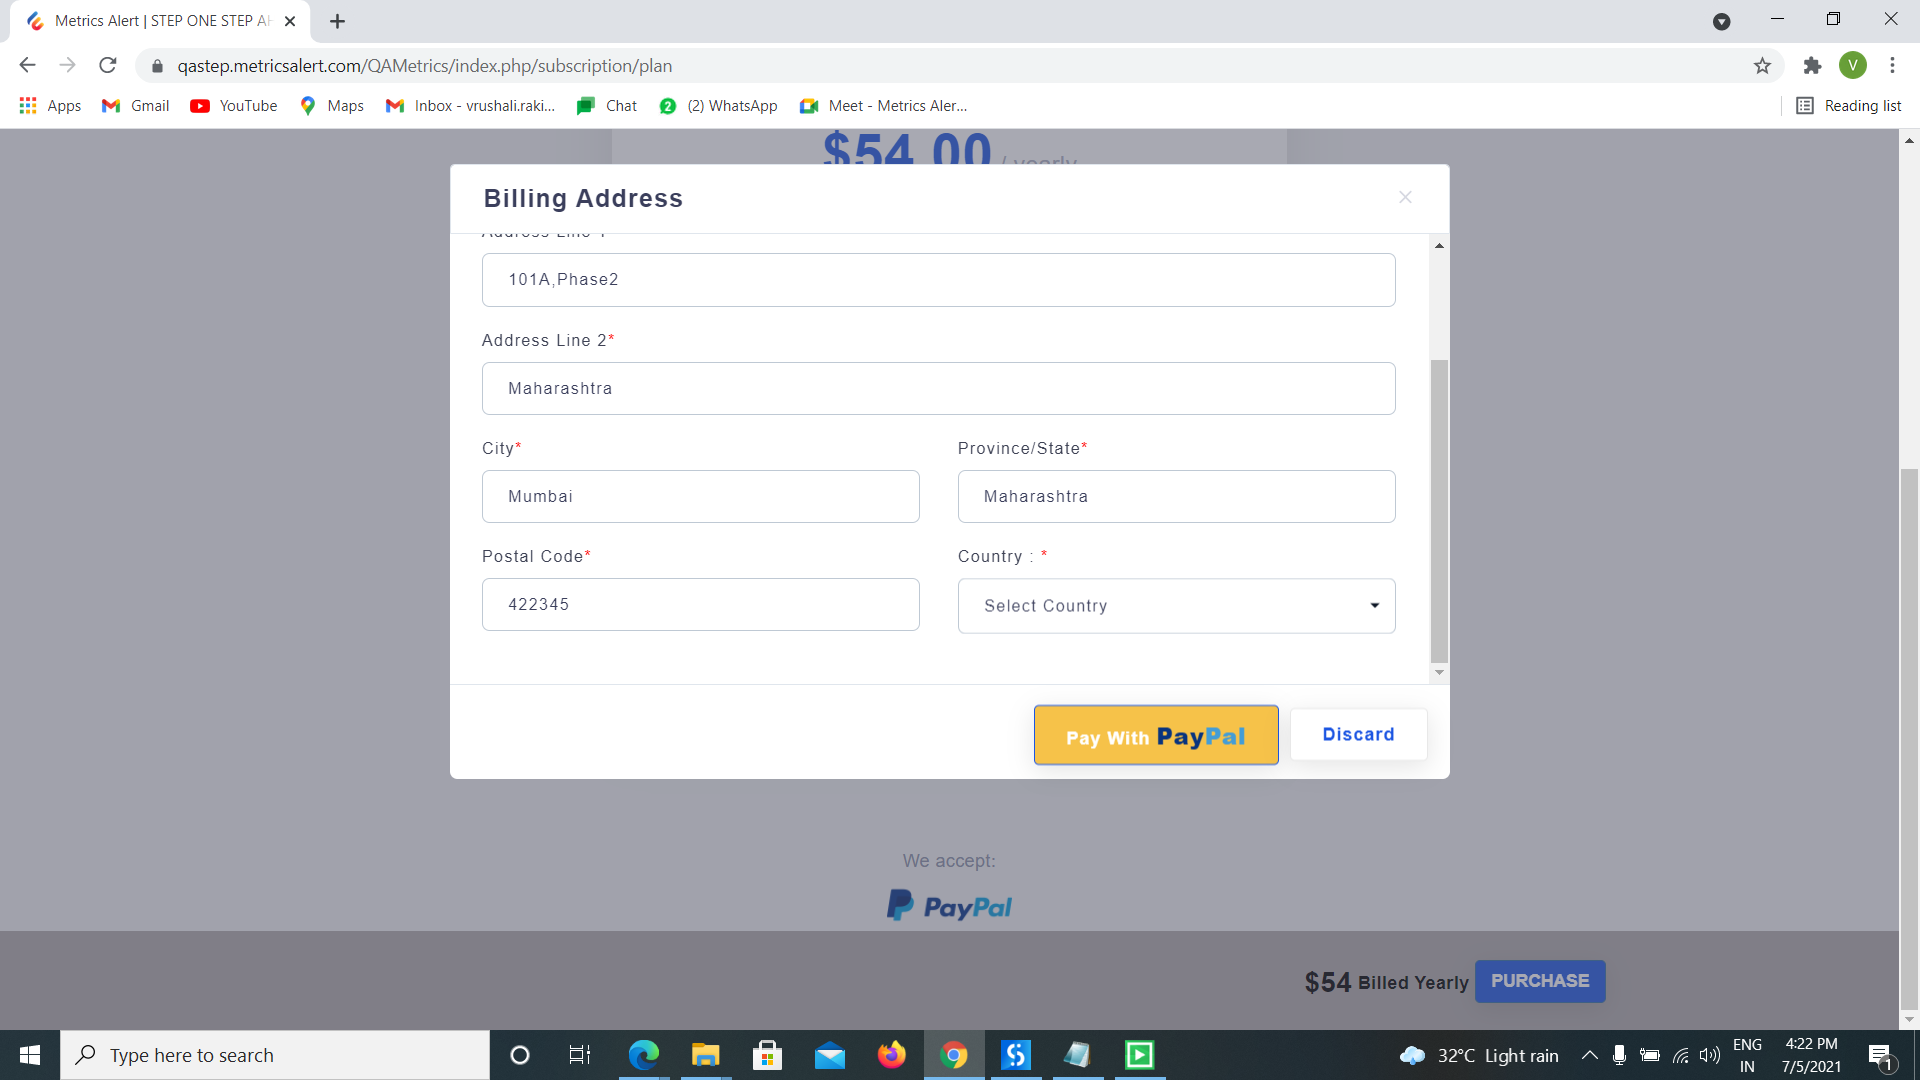 Metrics Alert | STEP ONE STEP AH
qastep.metricsalert.com/QAMetrics/index.php/subscription/plan
V
Apps
Gmail
YouTube
Maps
Inbox - vrushali.raki...
Chat
2
(2) WhatsApp
Meet - Metrics Aler...
Reading list
$54.00 / yearly
Billing Address
Address Line 1
101A,Phase2
Address Line 2*
Maharashtra
City*
Province/State*
Mumbai
Maharashtra
Postal Code*
Country : *
422345
Select Country
Pay With PayPal
Discard
We accept:
PayPal
$54 Billed Yearly
PURCHASE
Type here to search
32°C Light rain
ENG
IN
4:22 PM
7/5/2021
1